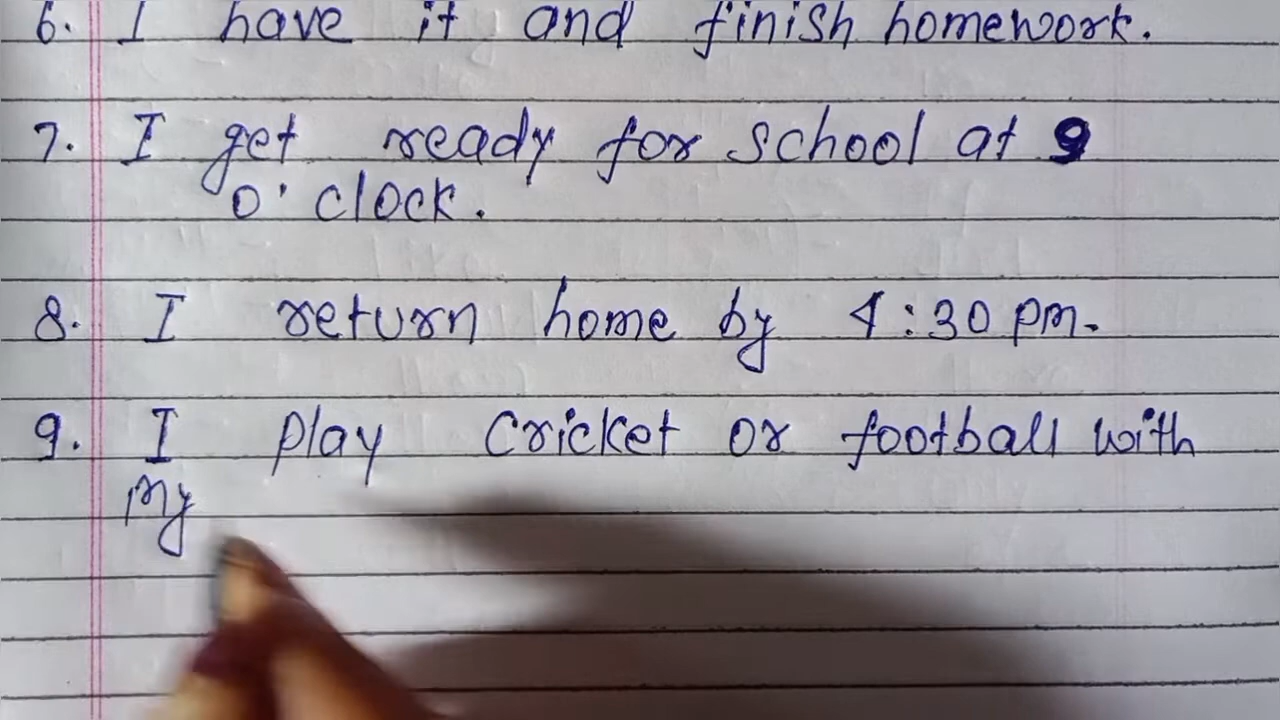 6. I have it and finish homework.
7. I get ready for school at 9
o'clock.
8. I return home by 4:30 pm.
9. I play cricket or football with
my